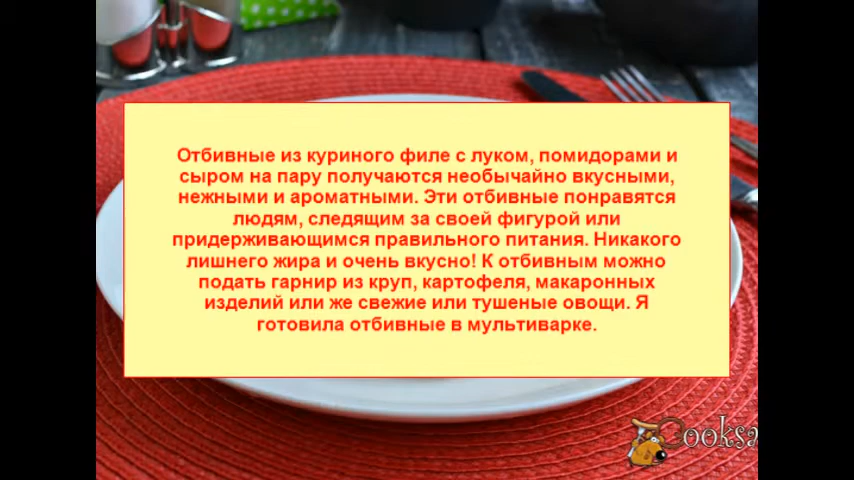 Отбивные из куриного филе с луком, помидорами и
сыром на пару получаются необычайно вкусными,
нежными и ароматными. Эти отбивные понравятся
людям, следящим за своей фигурой или
придерживающимся правильного питания. Никакого
лишнего жира и очень вкусно! К отбивным можно
подать гарнир из круп, картофеля, макаронных
изделий или же свежие или тушеные овощи. Я
готовила отбивные в мультиварке.